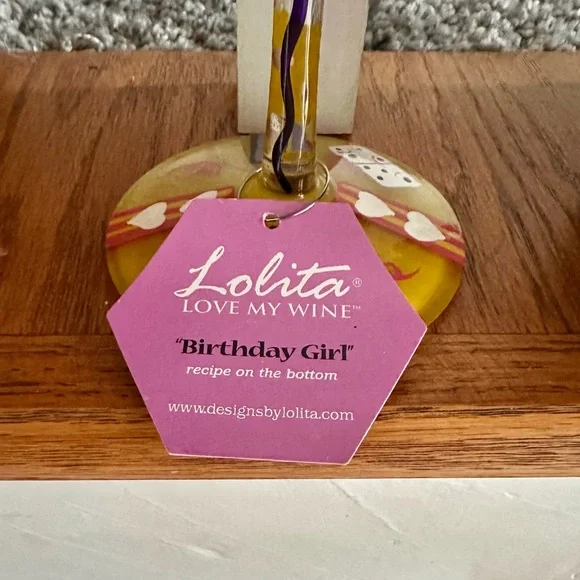 Lolita®
LOVE MY WINE™
"Birthday Girl"
recipe on the bottom
www.designsbylolita.com